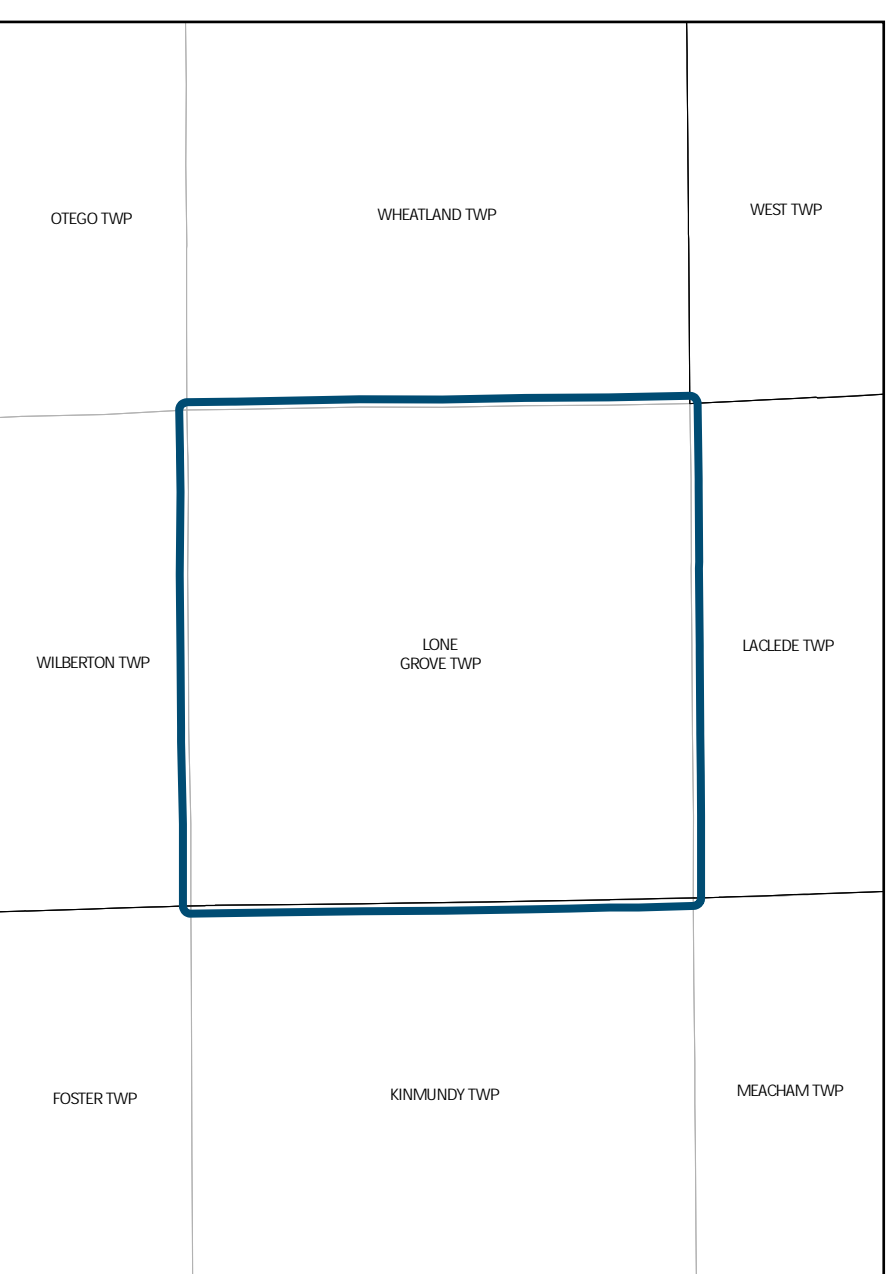 OTEGO TWP
WHEATLAND TWP
WEST TWP
WILBERTON TWP
LONE
GROVE TWP
LACLEDE TWP
FOSTER TWP
KINMUNDY TWP
MEACHAM TWP